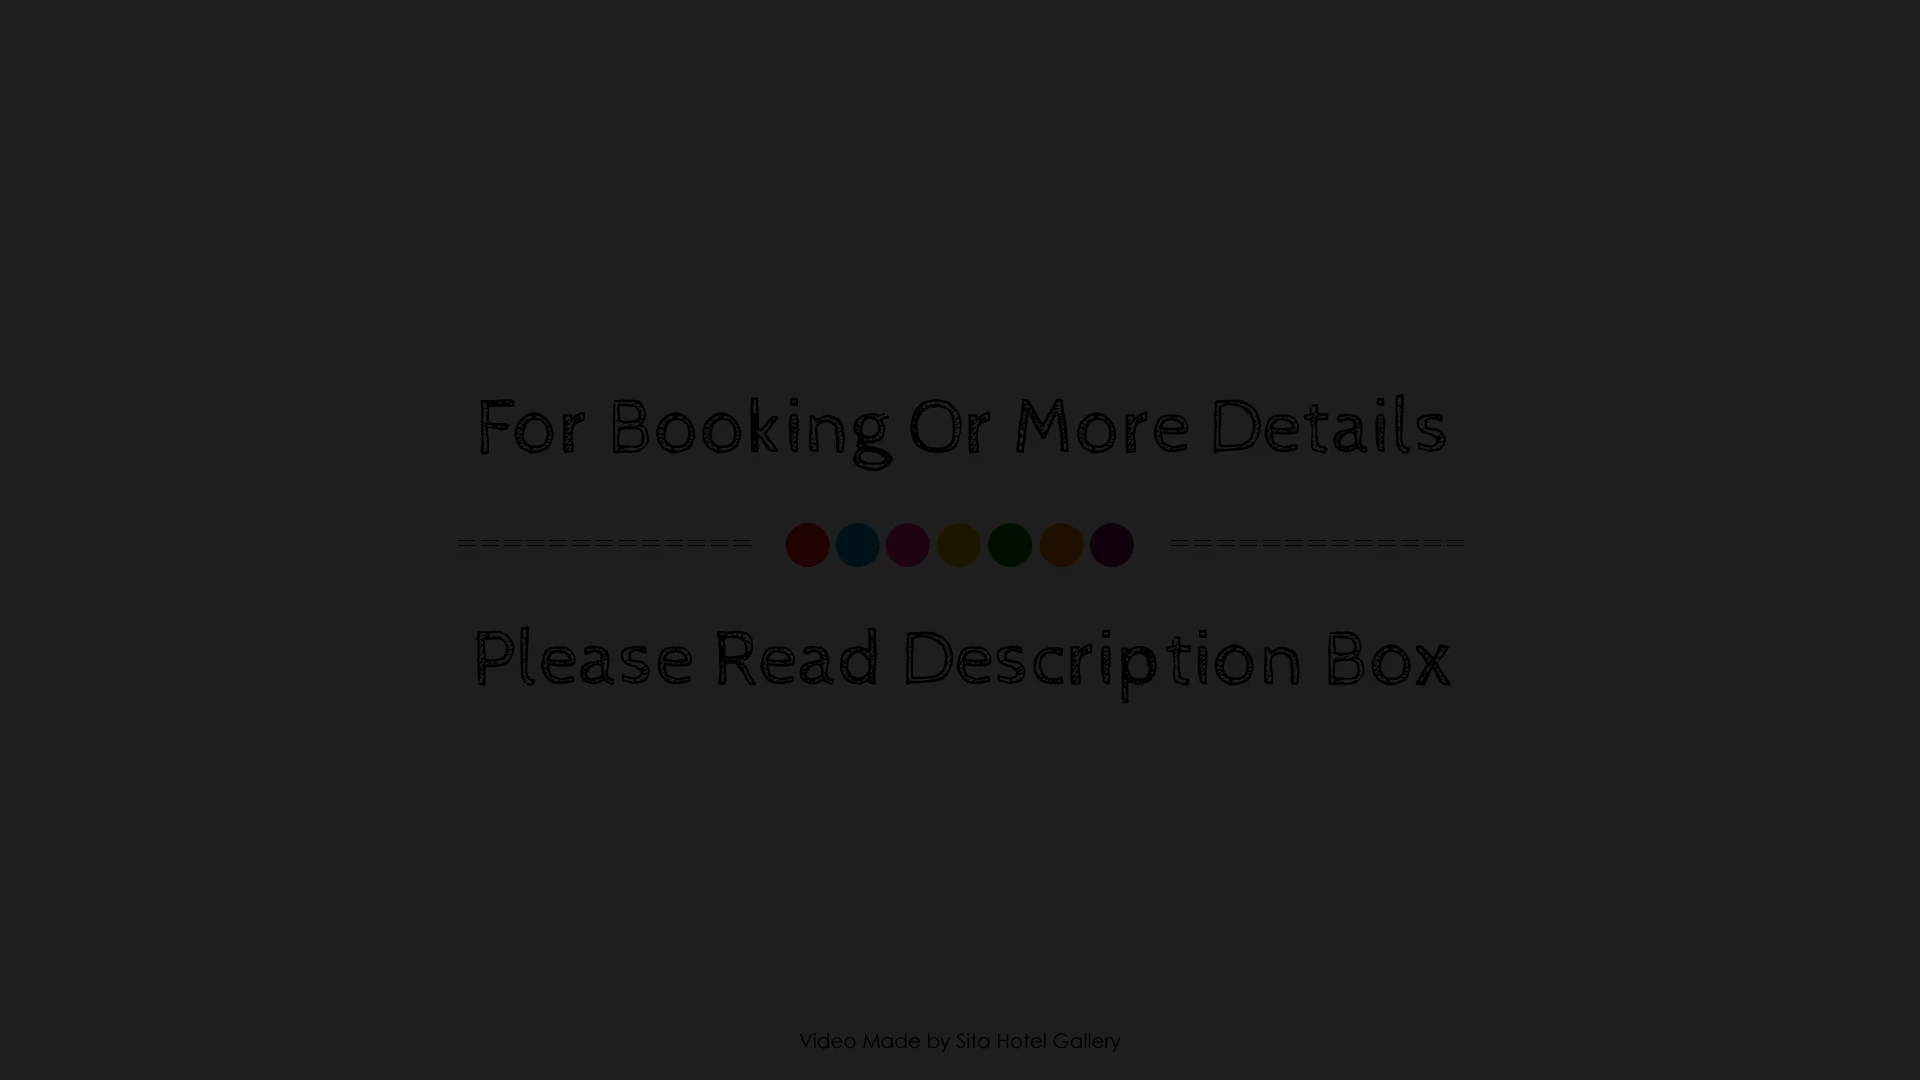 For Booking Or More Details
============= =============
Please Read Description Box
Video Made by Sita Hotel Gallery